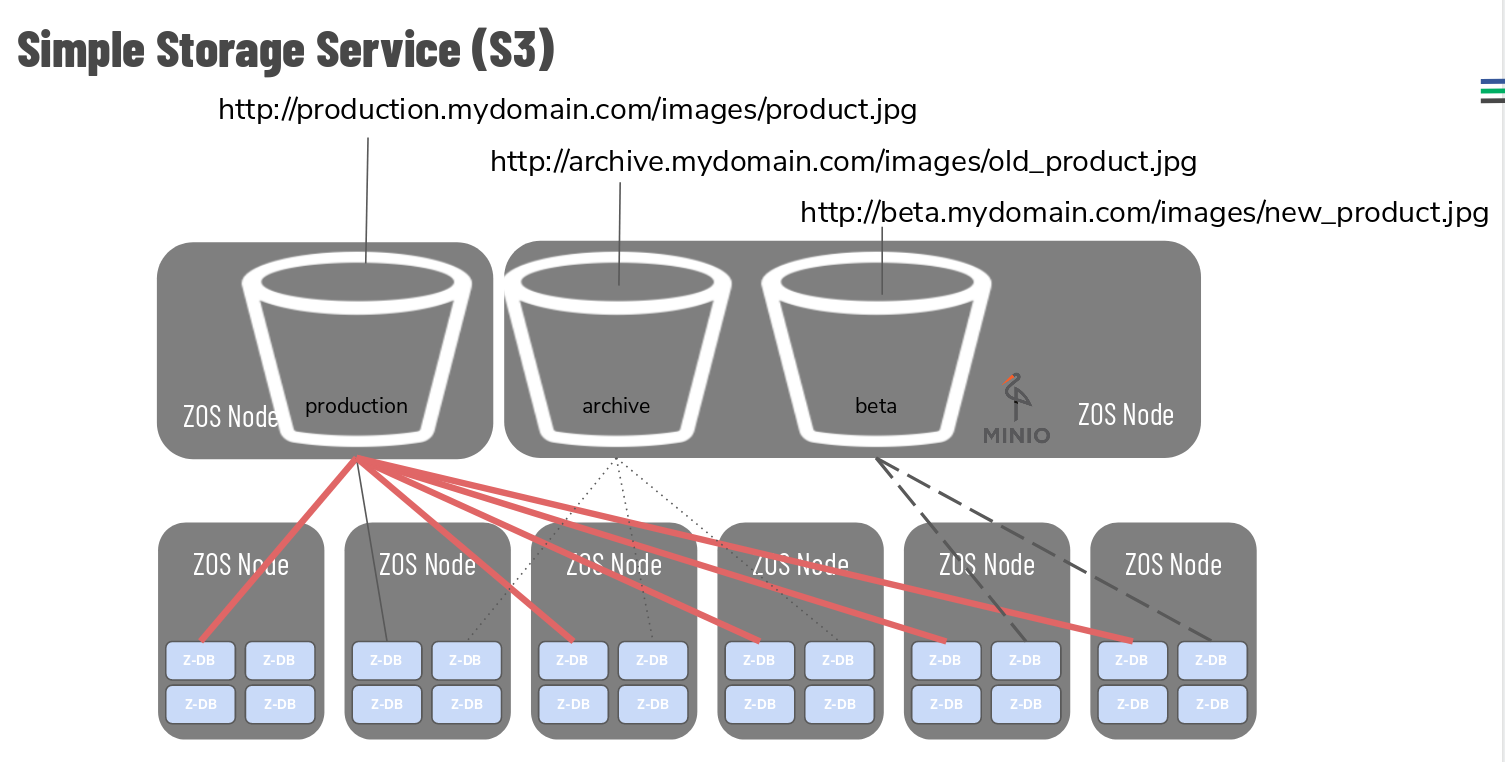 Simple Storage Service (S3)
http://production.mydomain.com/images/product.jpg
http://archive.mydomain.com/images/old_product.jpg
http://beta.mydomain.com/images/new_product.jpg
ZOS Node
production
archive
beta
MINIO
ZOS Node
ZOS Node ZOS Node ZOS Node ZOS Node ZOS Node ZOS Node
Z-DB Z-DB Z-DB Z-DB Z-DB Z-DB Z-DB Z-DB Z-DB Z-DB Z-DB Z-DB
Z-DB Z-DB Z-DB Z-DB Z-DB Z-DB Z-DB Z-DB Z-DB Z-DB Z-DB Z-DB